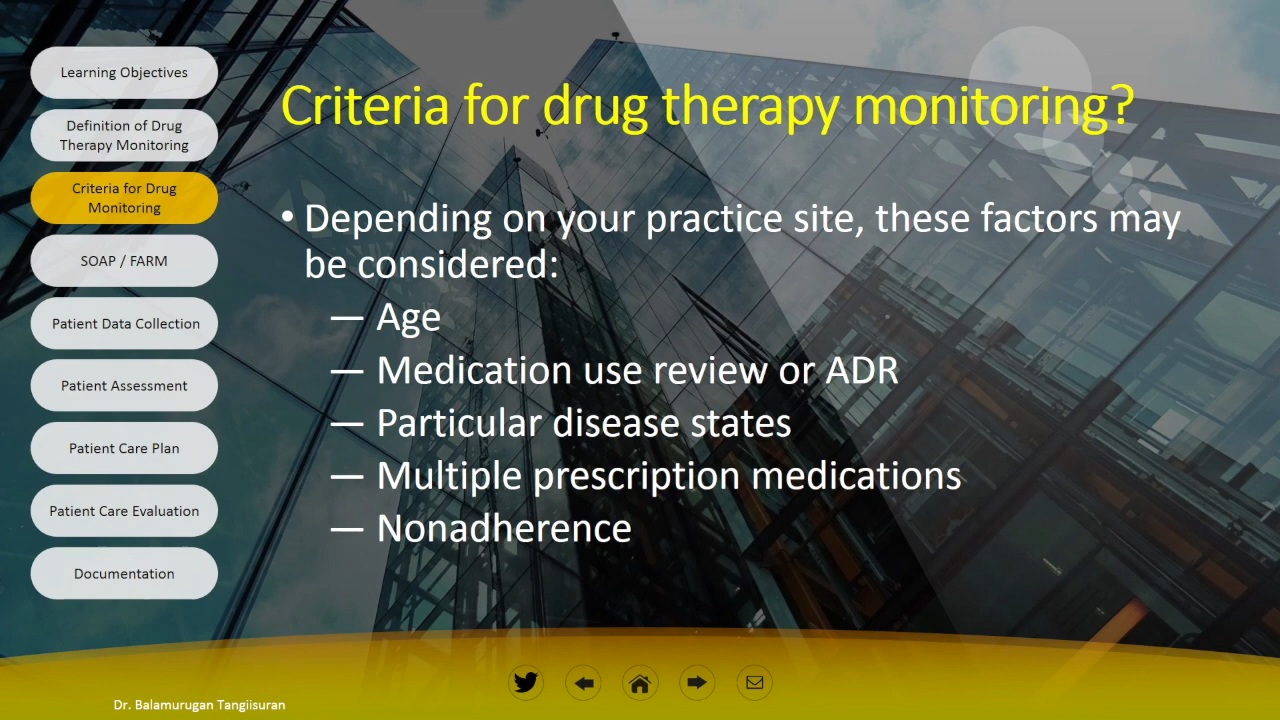 Learning Objectives
Definition of Drug
Therapy Monitoring
Criteria for Drug
Monitoring
SOAP / FARM
Patient Data Collection
Patient Assessment
Patient Care Plan
Patient Care Evaluation
Documentation
Criteria for drug therapy monitoring?
• Depending on your practice site, these factors may
be considered:
— Age
— Medication use review or ADR
— Particular disease states
— Multiple prescription medications
— Nonadherence
Dr. Balamurugan Tangiisuran